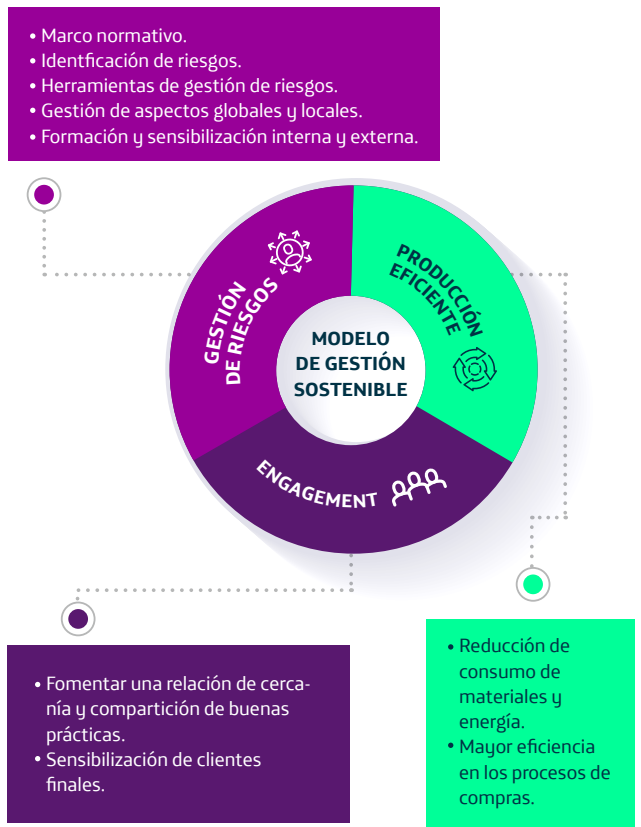 • Marco normativo.
• Identficación de riesgos.
• Herramientas de gestión de riesgos.
• Gestión de aspectos globales y locales.
• Formación y sensibilización interna y externa.
GESTIÓN
DE RIESGOS
PRODUCCIÓN
EFICIENTE
MODELO
DE GESTIÓN
SOSTENIBLE
ENGAGEMENT
• Fomentar una relación de cerca-
nía y compartición de buenas
prácticas.
• Sensibilización de clientes
finales.
• Reducción de
consumo de
materiales y
energía.
• Mayor eficiencia
en los procesos de
compras.